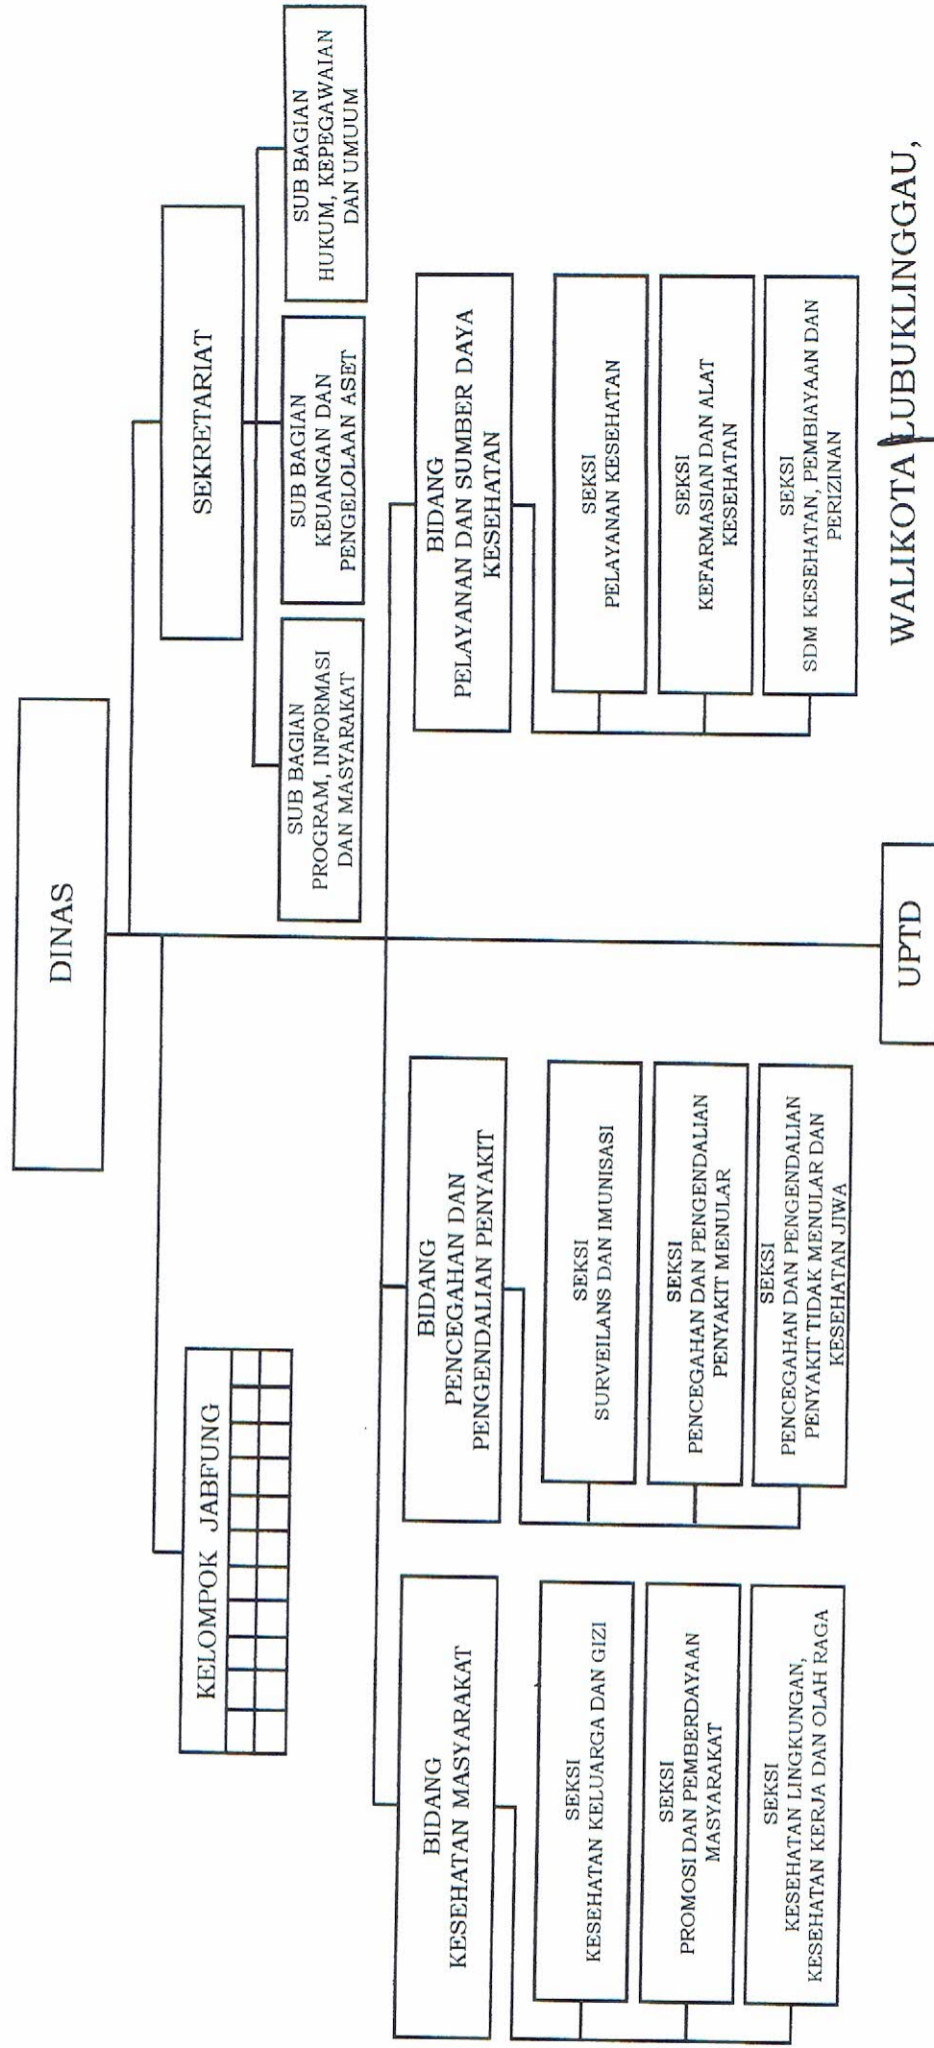 DINAS
KELOMPOK JABFUNG
SEKRETARIAT
SUB BAGIAN
PROGRAM, INFORMASI
DAN MASYARAKAT
SUB BAGIAN
KEUANGAN DAN
PENGELOLAAN ASET
SUB BAGIAN
HUKUM, KEPEGAWAIAN
DAN UMUUM
BIDANG
KESEHATAN MASYARAKAT
SEKSI
KESEHATAN KELUARGA DAN GIZI
SEKSI
PROMOSI DAN PEMBERDAYAAN
MASYARAKAT
SEKSI
KESEHATAN LINGKUNGAN,
KESEHATAN KERJA DAN OLAH RAGA
BIDANG
PENCEGAHAN DAN
PENGENDALIAN PENYAKIT
SEKSI
SURVEILANS DAN IMUNISASI
SEKSI
PENCEGAHAN DAN PENGENDALIAN
PENYAKIT MENULAR
SEKSI
PENCEGAHAN DAN PENGENDALIAN
PENYAKIT TIDAK MENULAR DAN
KESEHATAN JIWA
BIDANG
PELAYANAN DAN SUMBER DAYA
KESEHATAN
SEKSI
PELAYANAN KESEHATAN
SEKSI
KEFARMASIAN DAN ALAT
KESEHATAN
SEKSI
SDM KESEHATAN, PEMBIAYAAN DAN
PERIZINAN
UPTD
WALIKOTA LUBUKLINGGAU,